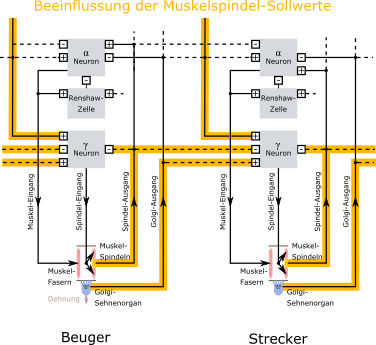 Beeinflussung der Muskelspindel-Sollwerte
- α -
+ Neuron +
-
+ Renshaw-
Zelle
+ γ
- Neuron -
+
Muskel-Eingang
Spindel-Eingang
Spindel-Ausgang
Golgi-Ausgang
Muskel-
Spindeln
Muskel-
Fasern
"0"
Golgi-
Sehnenorgan
Dehnung
Beuger
- α -
+ Neuron
+
-
+ Renshaw-
Zelle
+ γ
- Neuron -
+
Muskel-Eingang
Spindel-Eingang
Spindel-Ausgang
Golgi-Ausgang
Muskel-
Spindeln
Muskel-
Fasern
"0"
Golgi-
Sehnenorgan
Strecker